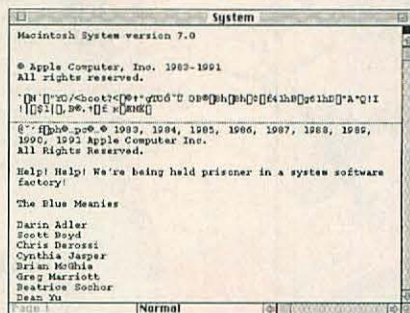 System
Macintosh System version 7.0
© Apple Computer, Inc. 1983-1991
All rights reserved.
1983, 1984, 1985, 1986, 1987, 1988, 1989,
1990, 1991 Apple Computer Inc.
All Rights Reserved.
Help! Help! We're being held prisoner in a system software
factory!
The Blue Meanies
Darin Adler
Scott Boyd
Chris Derossi
Cynthia Jasper
Brian McGhie
Greg Marriott
Beatrice Sochor
Dean Yu
Page 1
Normal